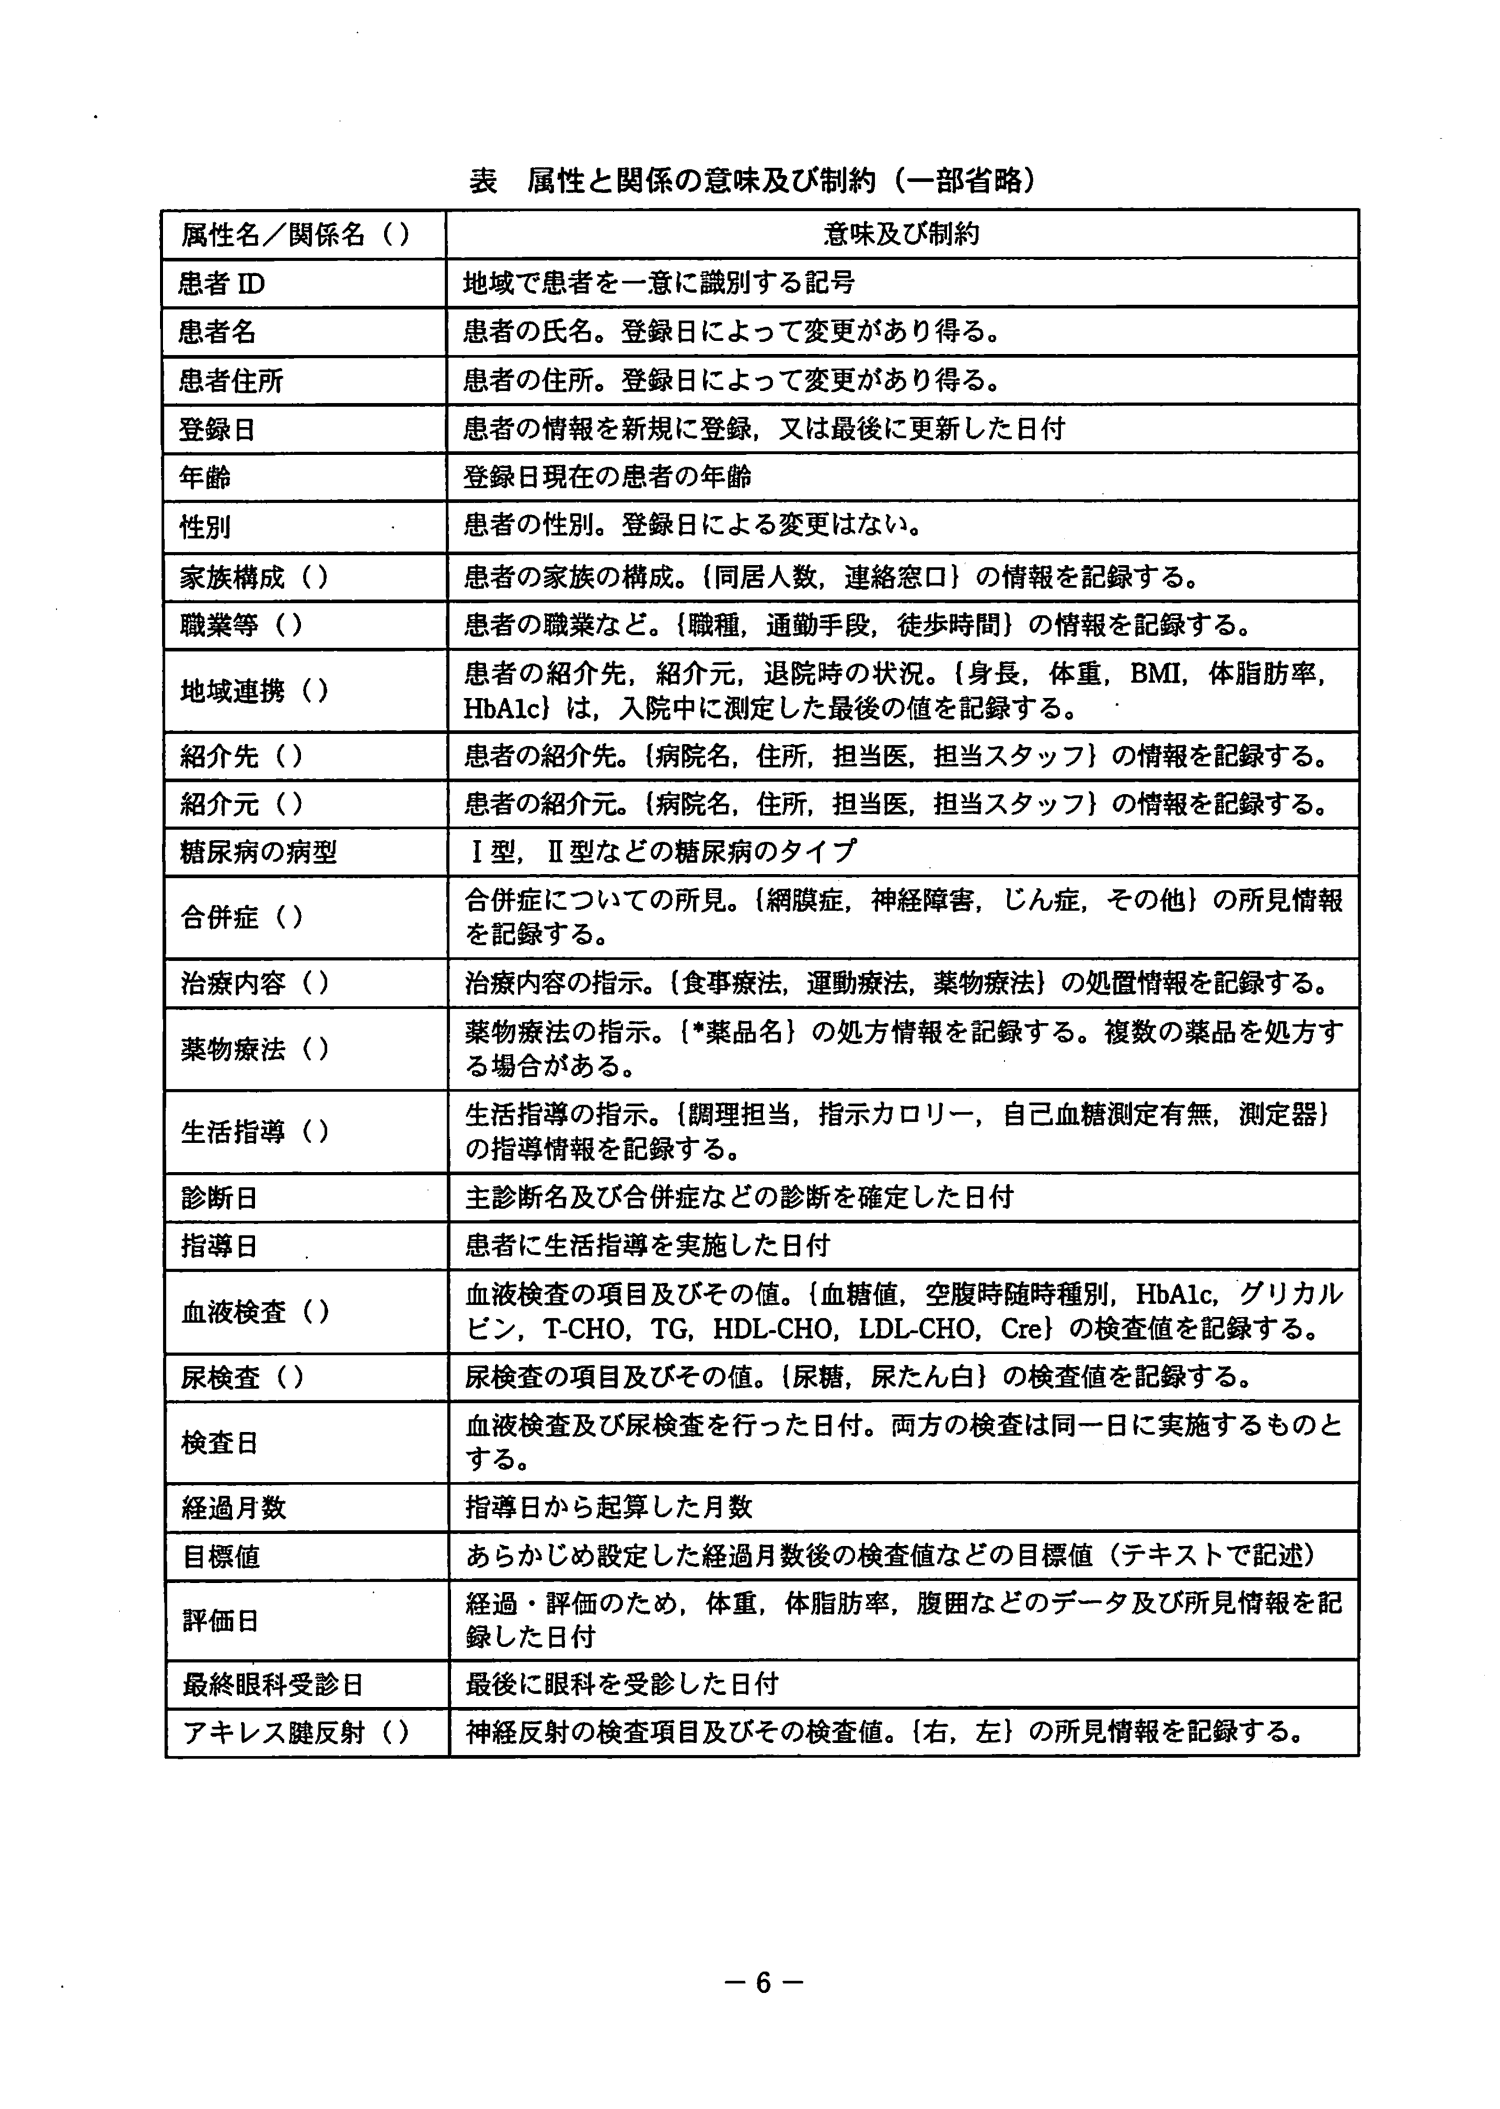 表　属性と関係の意味及び制約（一部省略）
属性名／関係名（）
意味及び制約
患者 ID
地域で患者を一意に識別する記号
患者名
患者の氏名。登録日によって変更があり得る。
患者住所
患者の住所。登録日によって変更があり得る。
登録日
患者の情報を新規に登録，又は最後に更新した日付
年齢
登録日現在の患者の年齢
性別
患者の性別。登録日による変更はない。
家族構成（）
患者の家族の構成。{同居人数，連絡窓口} の情報を記録する。
職業等（）
患者の職業など。{職種，通勤手段，徒歩時間} の情報を記録する。
地域連携（）
患者の紹介先，紹介元，退院時の状況。{身長，体重，BMI，体脂肪率，
HbA1c} は，入院中に測定した最後の値を記録する。
紹介先（）
患者の紹介先。{病院名，住所，担当医，担当スタッフ} の情報を記録する。
紹介元（）
患者の紹介元。{病院名，住所，担当医，担当スタッフ} の情報を記録する。
糖尿病の病型
Ⅰ型，Ⅱ型などの糖尿病のタイプ
合併症（）
合併症についての所見。{網膜症，神経障害，じん症，その他} の所見情報
を記録する。
治療内容（）
治療内容の指示。{食事療法，運動療法，薬物療法} の処置情報を記録する。
薬物療法（）
薬物療法の指示。{*薬品名} の処方情報を記録する。複数の薬品を処方す
る場合がある。
生活指導（）
生活指導の指示。{調理担当，指示カロリー，自己血糖測定有無，測定器}
の指導情報を記録する。
診断日
主診断名及び合併症などの診断を確定した日付
指導日
患者に生活指導を実施した日付
血液検査（）
血液検査の項目及びその値。{血糖値，空腹時随時種別，HbA1c，グリカル
ビン，T-CHO，TG，HDL-CHO，LDL-CHO，Cre} の検査値を記録する。
尿検査（）
尿検査の項目及びその値。{尿糖，尿たん白} の検査値を記録する。
検査日
血液検査及び尿検査を行った日付。両方の検査は同一日に実施するものと
する。
経過月数
指導日から起算した月数
目標値
あらかじめ設定した経過月数後の検査値などの目標値（テキストで記述）
評価日
経過・評価のため，体重，体脂肪率，腹囲などのデータ及び所見情報を記
録した日付
最終眼科受診日
最後に眼科を受診した日付
アキレス腱反射（）
神経反射の検査項目及びその検査値。{右，左} の所見情報を記録する。
－ 6 －